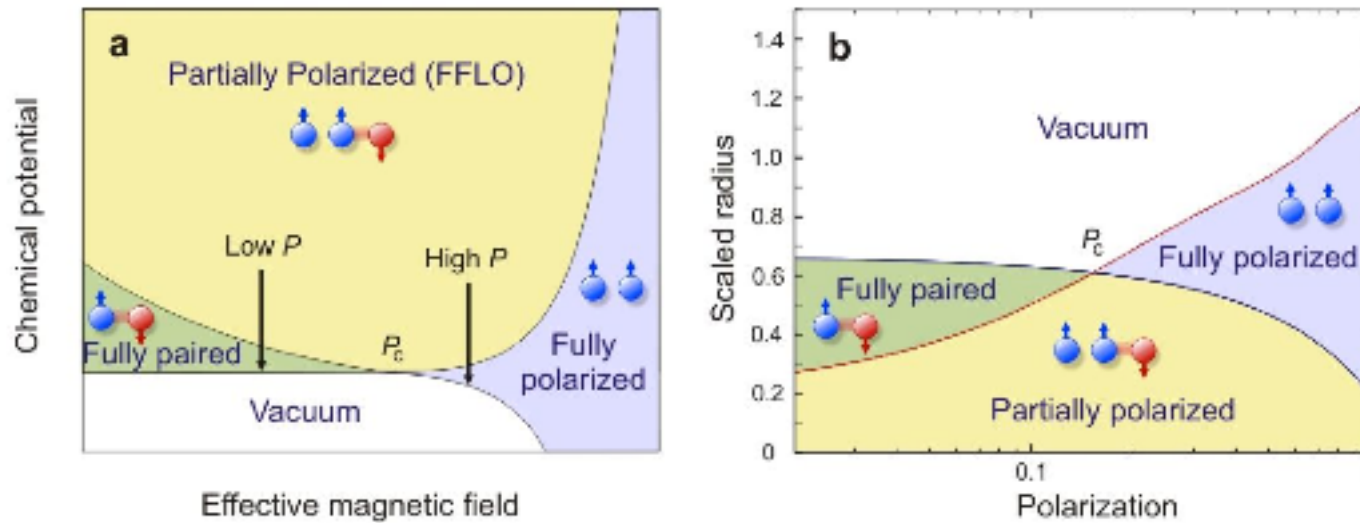 a
Partially Polarized (FFLO)
Chemical potential
Low P
High P
Pc
Fully paired
Fully
polarized
Vacuum
Effective magnetic field
b
1.4
1.2
1.0
0.8
0.6
0.4
0.2
0
Scaled radius
Vacuum
Pc
Fully polarized
Fully paired
Partially polarized
0.1
Polarization